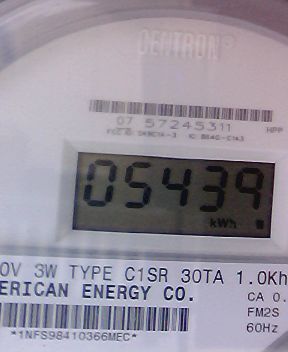 CENTRON®
07 57245311 HPP
05439
kWh
0V 3W TYPE C1SR 30TA 1.0Kh
ERICAN ENERGY CO.
CA 0.
FM2S
60Hz
*1NFS98410366MEC*